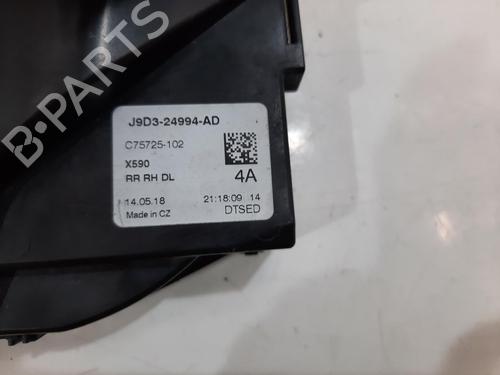 B-PARTS
J9D3-24994-AD
C75725-102
X590
RR RH DL 4A
14.05.18 21:18:09 14
Made in CZ DTSED